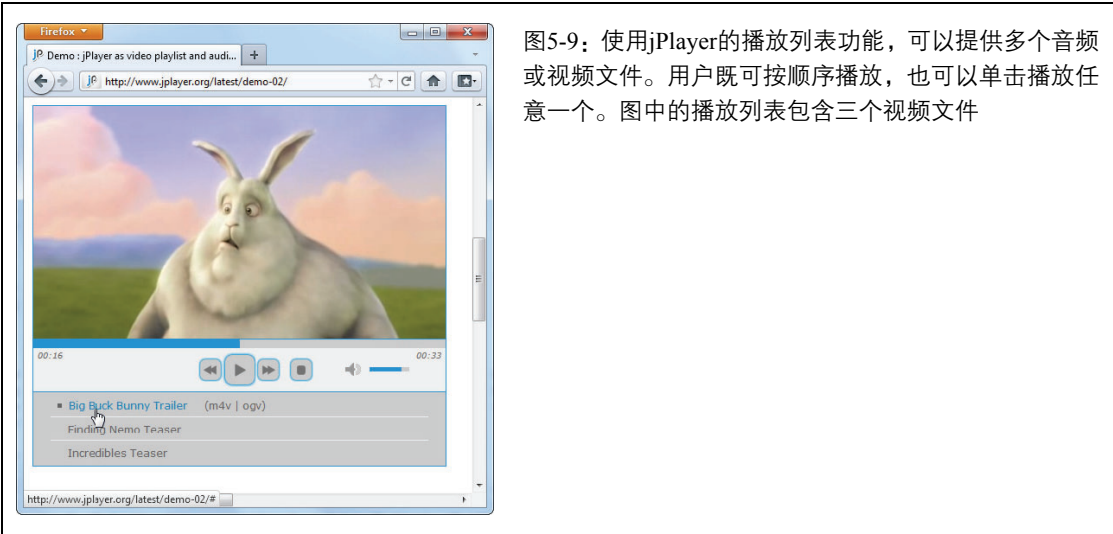 Firefox
jP Demo : jPlayer as video playlist and audi...
jP http://www.jplayer.org/latest/demo-02/
00:16
00:33
Big Buck Bunny Trailer (m4v | ogv)
Finding Nemo Teaser
Incredibles Teaser
http://www.jplayer.org/latest/demo-02/#
图5-9：使用jPlayer的播放列表功能，可以提供多个音频
或视频文件。用户既可按顺序播放，也可以单击播放任
意一个。图中的播放列表包含三个视频文件